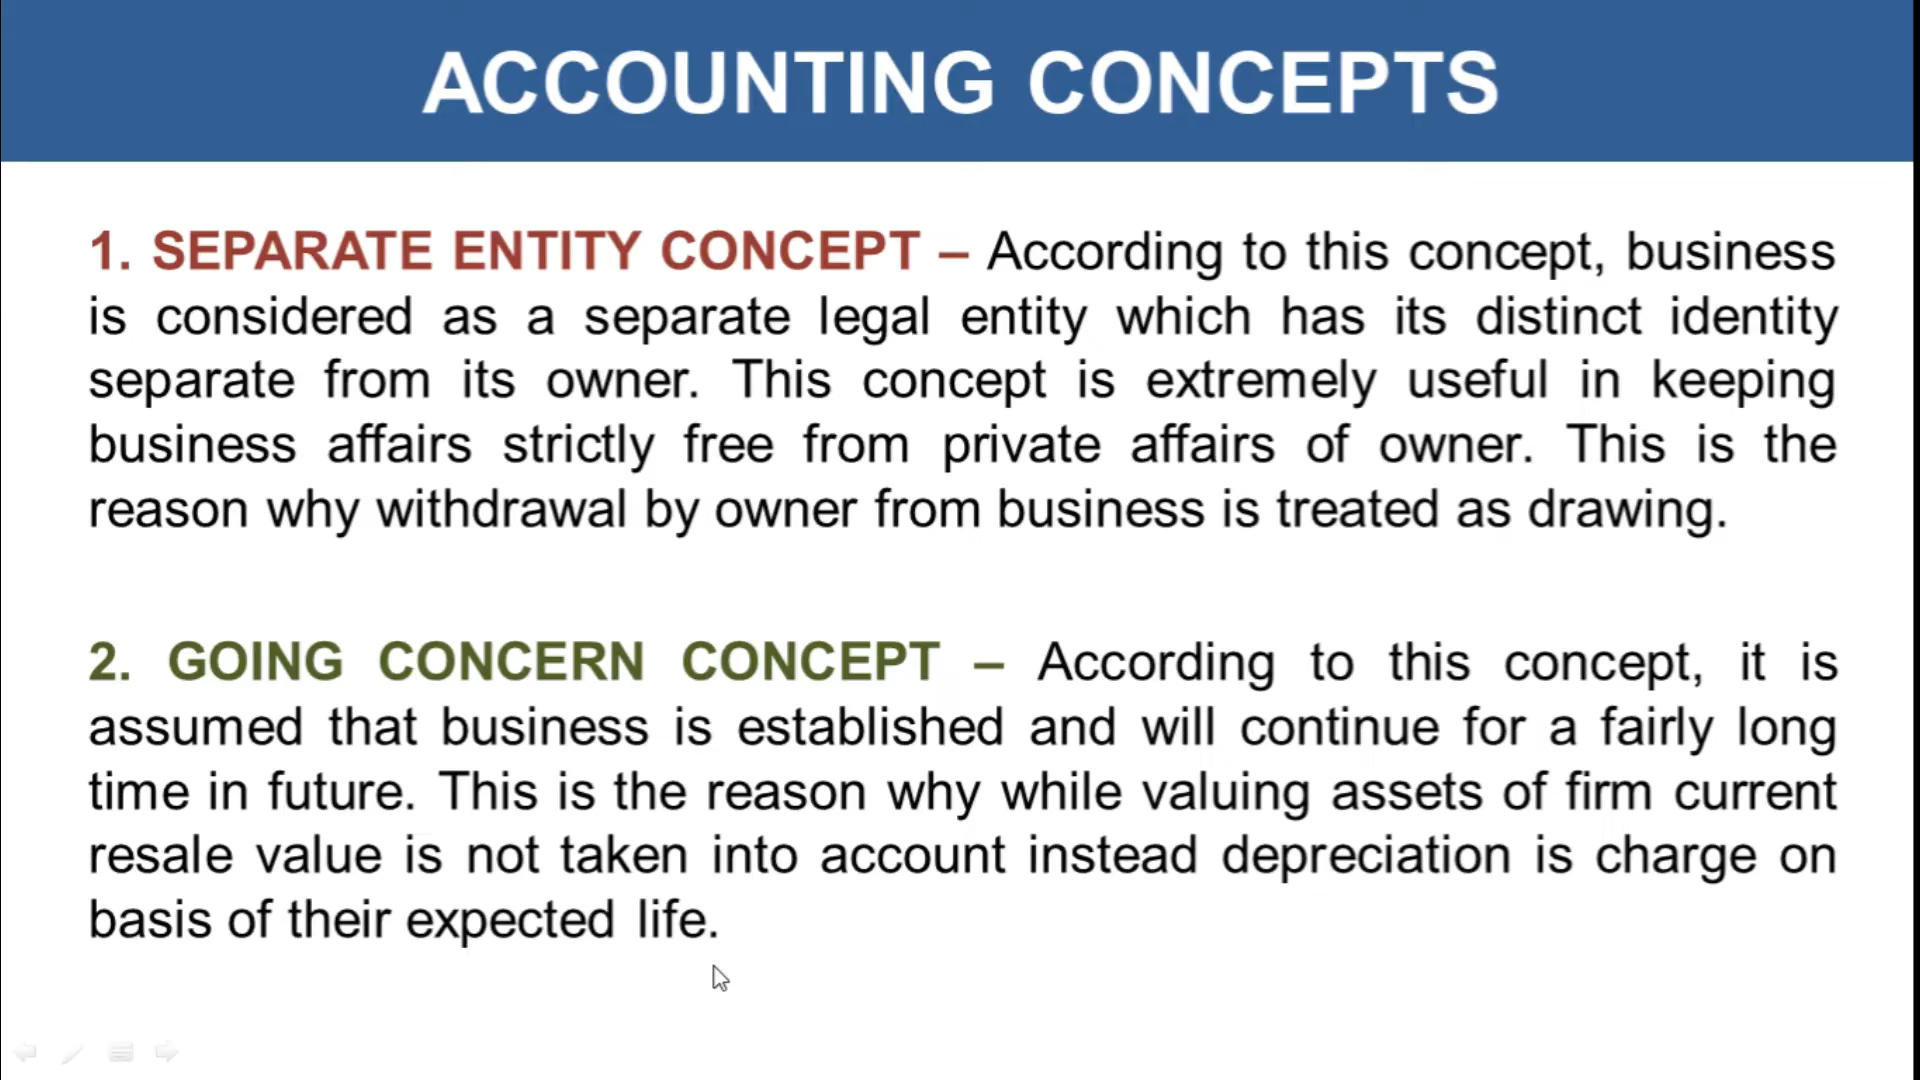 ACCOUNTING CONCEPTS
1. SEPARATE ENTITY CONCEPT – According to this concept, business
is considered as a separate legal entity which has its distinct identity
separate from its owner. This concept is extremely useful in keeping
business affairs strictly free from private affairs of owner. This is the
reason why withdrawal by owner from business is treated as drawing.
2. GOING CONCERN CONCEPT – According to this concept, it is
assumed that business is established and will continue for a fairly long
time in future. This is the reason why while valuing assets of firm current
resale value is not taken into account instead depreciation is charge on
basis of their expected life.